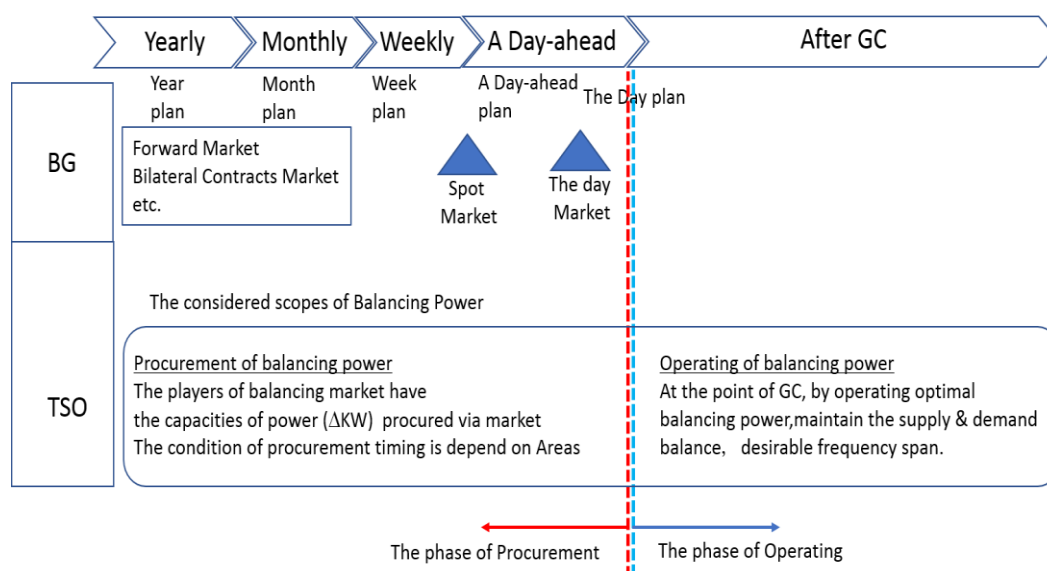 Yearly
Monthly
Weekly
A Day-ahead
After GC
Year
plan
Month
plan
Week
plan
A Day-ahead
plan
The Day plan
BG
Forward Market
Bilateral Contracts Market
etc.
Spot
Market
The day
Market
TSO
The considered scopes of Balancing Power
Procurement of balancing power
The players of balancing market have
the capacities of power (ΔKW) procured via market
The condition of procurement timing is depend on Areas
Operating of balancing power
At the point of GC, by operating optimal
balancing power,maintain the supply & demand
balance, desirable frequency span.
The phase of Procurement
The phase of Operating